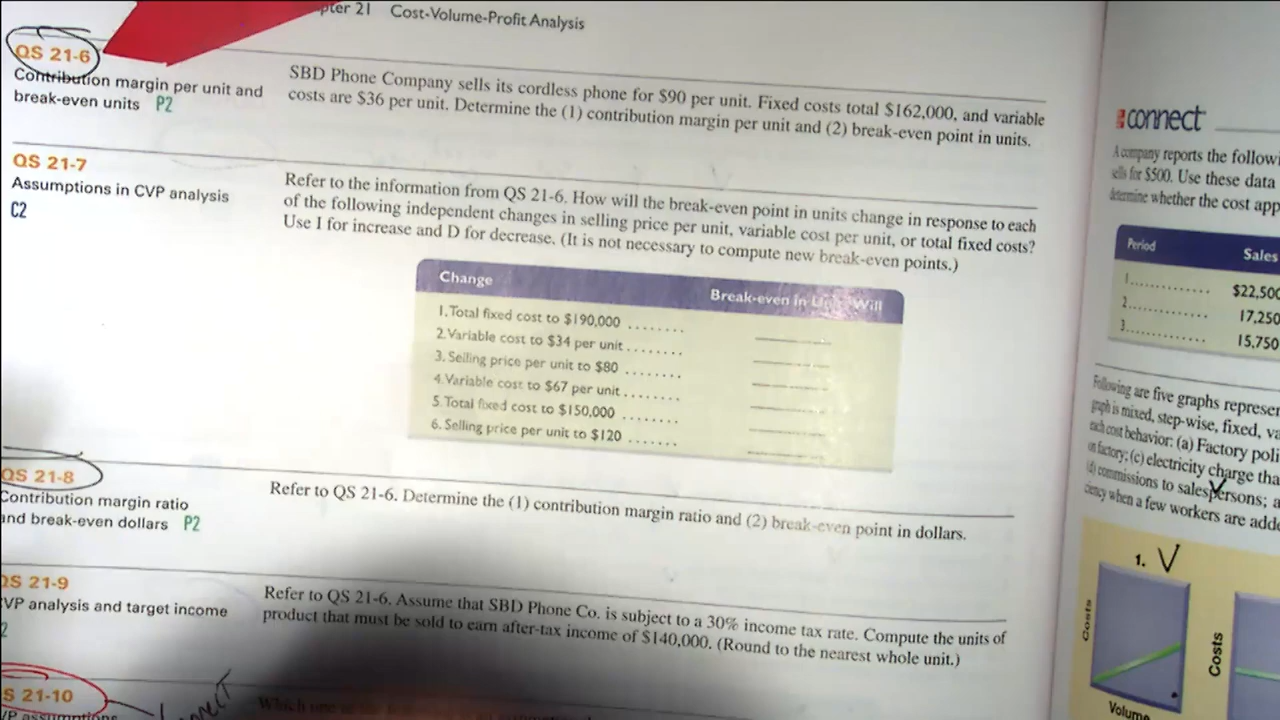 Chapter 21 Cost-Volume-Profit Analysis
QS 21-6
Contribution margin per unit and
break-even units P2
SBD Phone Company sells its cordless phone for $90 per unit. Fixed costs total $162,000, and variable
costs are $36 per unit. Determine the (1) contribution margin per unit and (2) break-even point in units.
QS 21-7
Assumptions in CVP analysis
C2
Refer to the information from QS 21-6. How will the break-even point in units change in response to each
of the following independent changes in selling price per unit, variable cost per unit, or total fixed costs?
Use I for increase and D for decrease. (It is not necessary to compute new break-even points.)
Change Break-even in Units Will
1. Total fixed cost to $190,000 ........
2. Variable cost to $34 per unit ........
3. Selling price per unit to $80 ........
4. Variable cost to $67 per unit ........
5. Total fixed cost to $150,000 ........
6. Selling price per unit to $120 .......
QS 21-8
Contribution margin ratio
and break-even dollars P2
Refer to QS 21-6. Determine the (1) contribution margin ratio and (2) break-even point in dollars.
QS 21-9
VP analysis and target income
2
Refer to QS 21-6. Assume that SBD Phone Co. is subject to a 30% income tax rate. Compute the units of
product that must be sold to earn after-tax income of $140,000. (Round to the nearest whole unit.)
S 21-10
VP assumptions
Which one
connect
A company reports the followi
sells for $500. Use these data
determine whether the cost app
Period Sales
1............. $22,500
2............. 17,250
3............. 15,750
Following are five graphs represen
graph is mixed, step-wise, fixed, va
each cost behavior: (a) Factory poli
on factory; (c) electricity charge tha
(d) commissions to salespersons; a
ciency when a few workers are adde
1. V
Costs
Volume
Costs